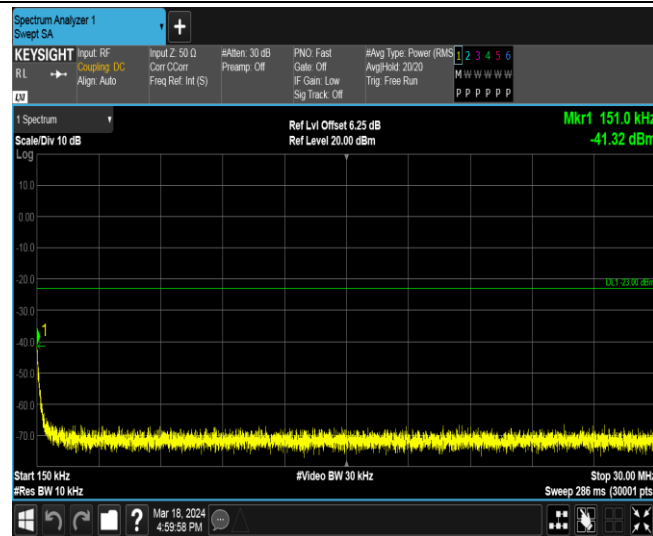 Spectrum Analyzer 1
Swept SA
+
KEYSIGHT Input: RF Input Z: 50 Ω #Atten: 30 dB PNO: Fast #Avg Type: Power (RMS 1 2 3 4 5 6
RL Coupling: DC Corr CCorr Preamp: Off Gate: Off Avg|Hold: 20/20 M W W W W W
Align: Auto Freq Ref: Int (S) IF Gain: Low Trig: Free Run
Sig Track: Off P P P P P P
LXI
1 Spectrum Ref Lvl Offset 6.25 dB Mkr1 151.0 kHz
Scale/Div 10 dB Ref Level 20.00 dBm -41.32 dBm
Log
10.0
0.00
-10.0
-20.0
DL1 -23.00 dBm
-30.0
1
-40.0
-50.0
-60.0
-70.0
Start 150 kHz #Video BW 30 kHz Stop 30.00 MHz
#Res BW 10 kHz Sweep 286 ms (30001 pts
? Mar 18, 2024
4:59:58 PM